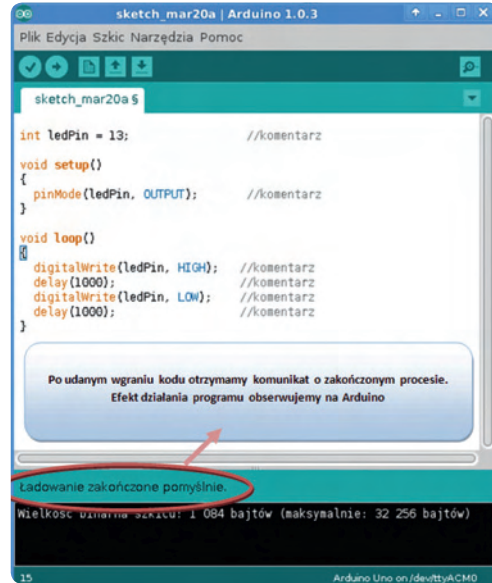 sketch_mar20a | Arduino 1.0.3
Plik Edycja Szkic Narzędzia Pomoc
sketch_mar20a §
int ledPin = 13; //komentarz
void setup()
{
pinMode(ledPin, OUTPUT); //komentarz
}
void loop()
{
digitalWrite(ledPin, HIGH); //komentarz
delay(1000); //komentarz
digitalWrite(ledPin, LOW); //komentarz
delay(1000); //komentarz
}
Po udanym wgraniu kodu otrzymamy komunikat o zakończonym procesie.
Efekt działania programu obserwujemy na Arduino
Ładowanie zakończone pomyślnie.
Wielkość binarna szkicu: 1 084 bajtów (maksymalnie: 32 256 bajtów)
15 Arduino Uno on /dev/ttyACM0